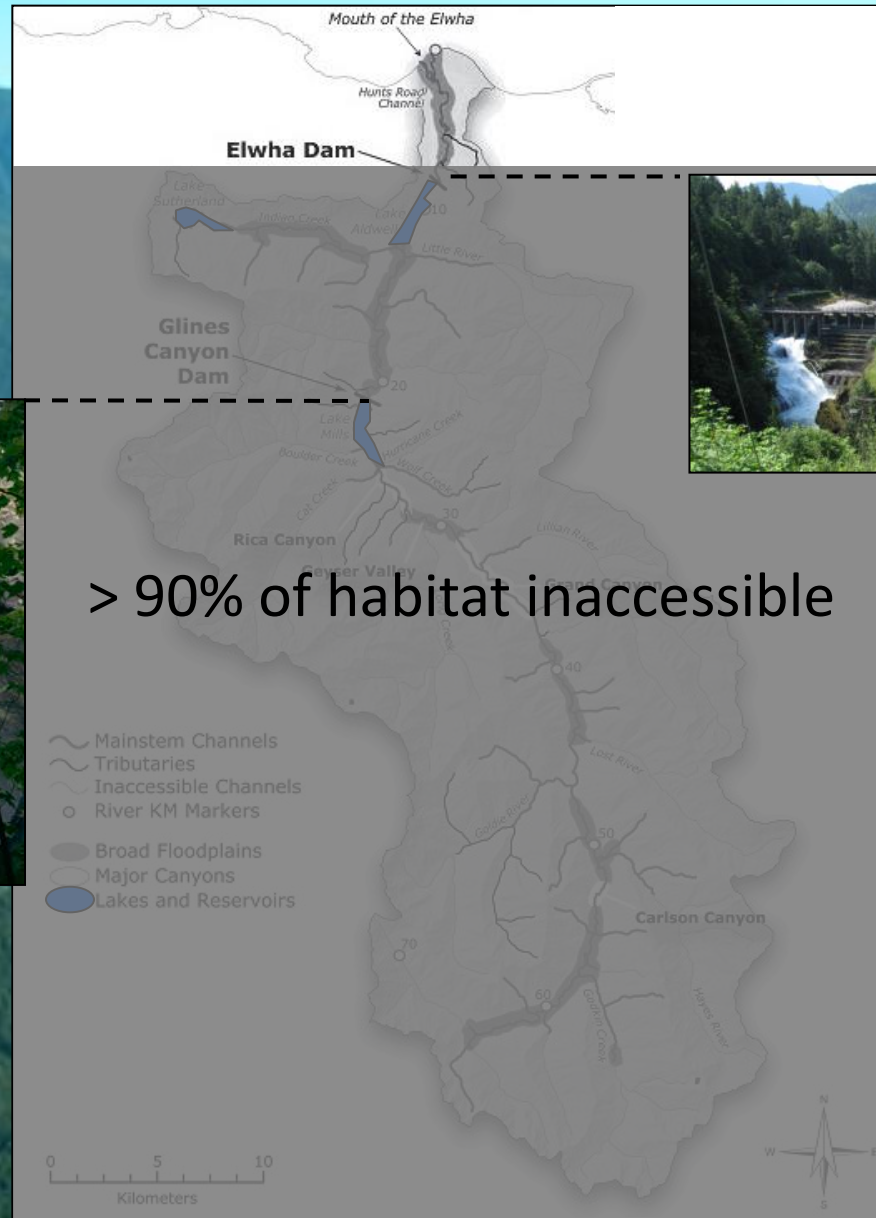 Mouth of the Elwha
Hunts Road
Channel
Elwha Dam
Lake
Sutherland
Indian Creek
Lake
Aldwell
10
Little River
Glines
Canyon
Dam
20
Lake
Mills
Hurricane Creek
Boulder Creek
Wolf Creek
Cat Creek
30
Lillian River
Rica Canyon
Geyser Valley
Grand Canyon
> 90% of habitat inaccessible
40
Mainstem Channels
Tributaries
Inaccessible Channels
River KM Markers
Lost River
Goldie River
50
Broad Floodplains
Major Canyons
Lakes and Reservoirs
Carlson Canyon
70
60
Godkin Creek
Hayes River
N
W
E
S
0 5 10
Kilometers